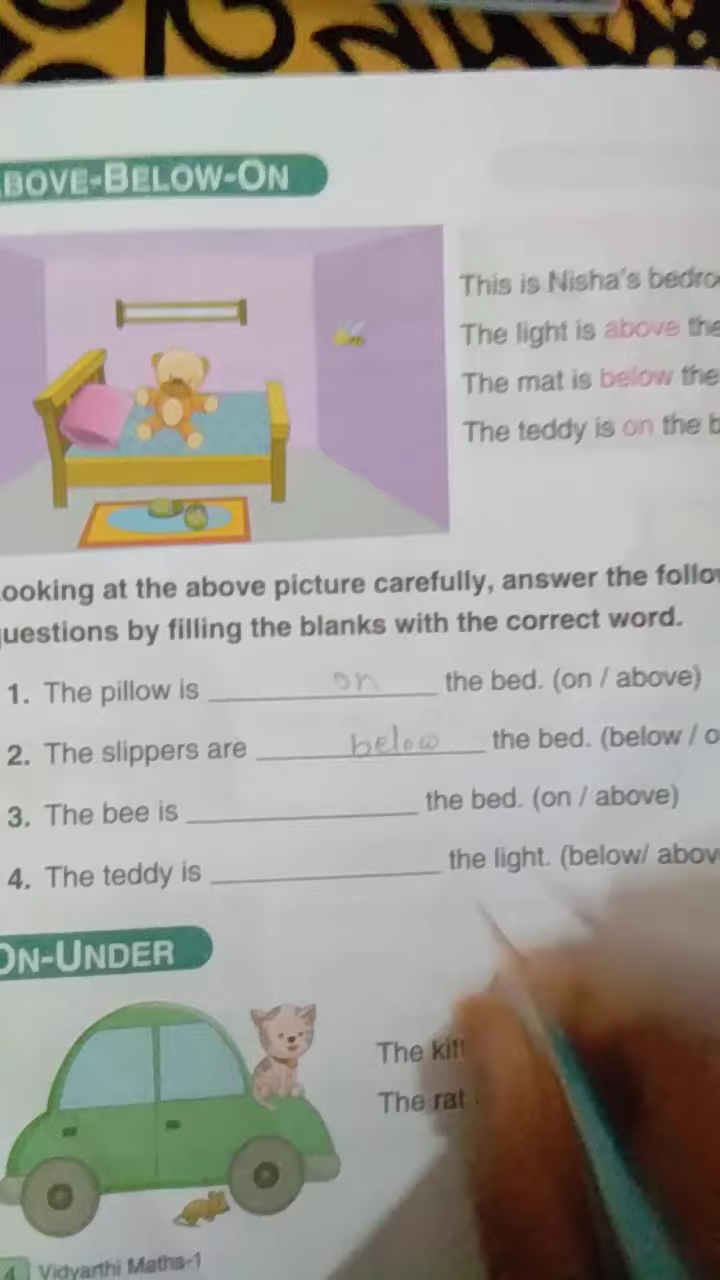 BOVE-BELOW-ON
This is Nisha's bedro
The light is above the
The mat is below the
The teddy is on the b
ooking at the above picture carefully, answer the follow
uestions by filling the blanks with the correct word.
1. The pillow is on the bed. (on / above)
2. The slippers are below the bed. (below / o
3. The bee is ____________ the bed. (on / above)
4. The teddy is ____________ the light. (below/ abov
ON-UNDER
The kit
The rat
4 Vidyarthi Maths-1